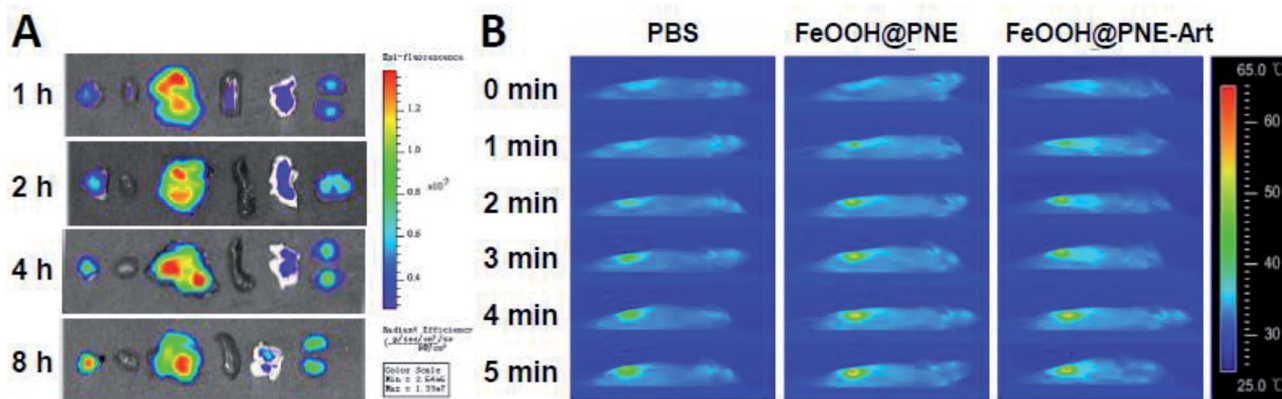 A
1 h
2 h
4 h
8 h
Epi-fluorescence
1.2
1.0
0.8
0.6
0.4
Radiant Efficiency
Color Scale
B
PBS
FeOOH@PNE
FeOOH@PNE-Art
0 min
1 min
2 min
3 min
4 min
5 min
65.0 ℃
60
50
40
30
25.0 ℃